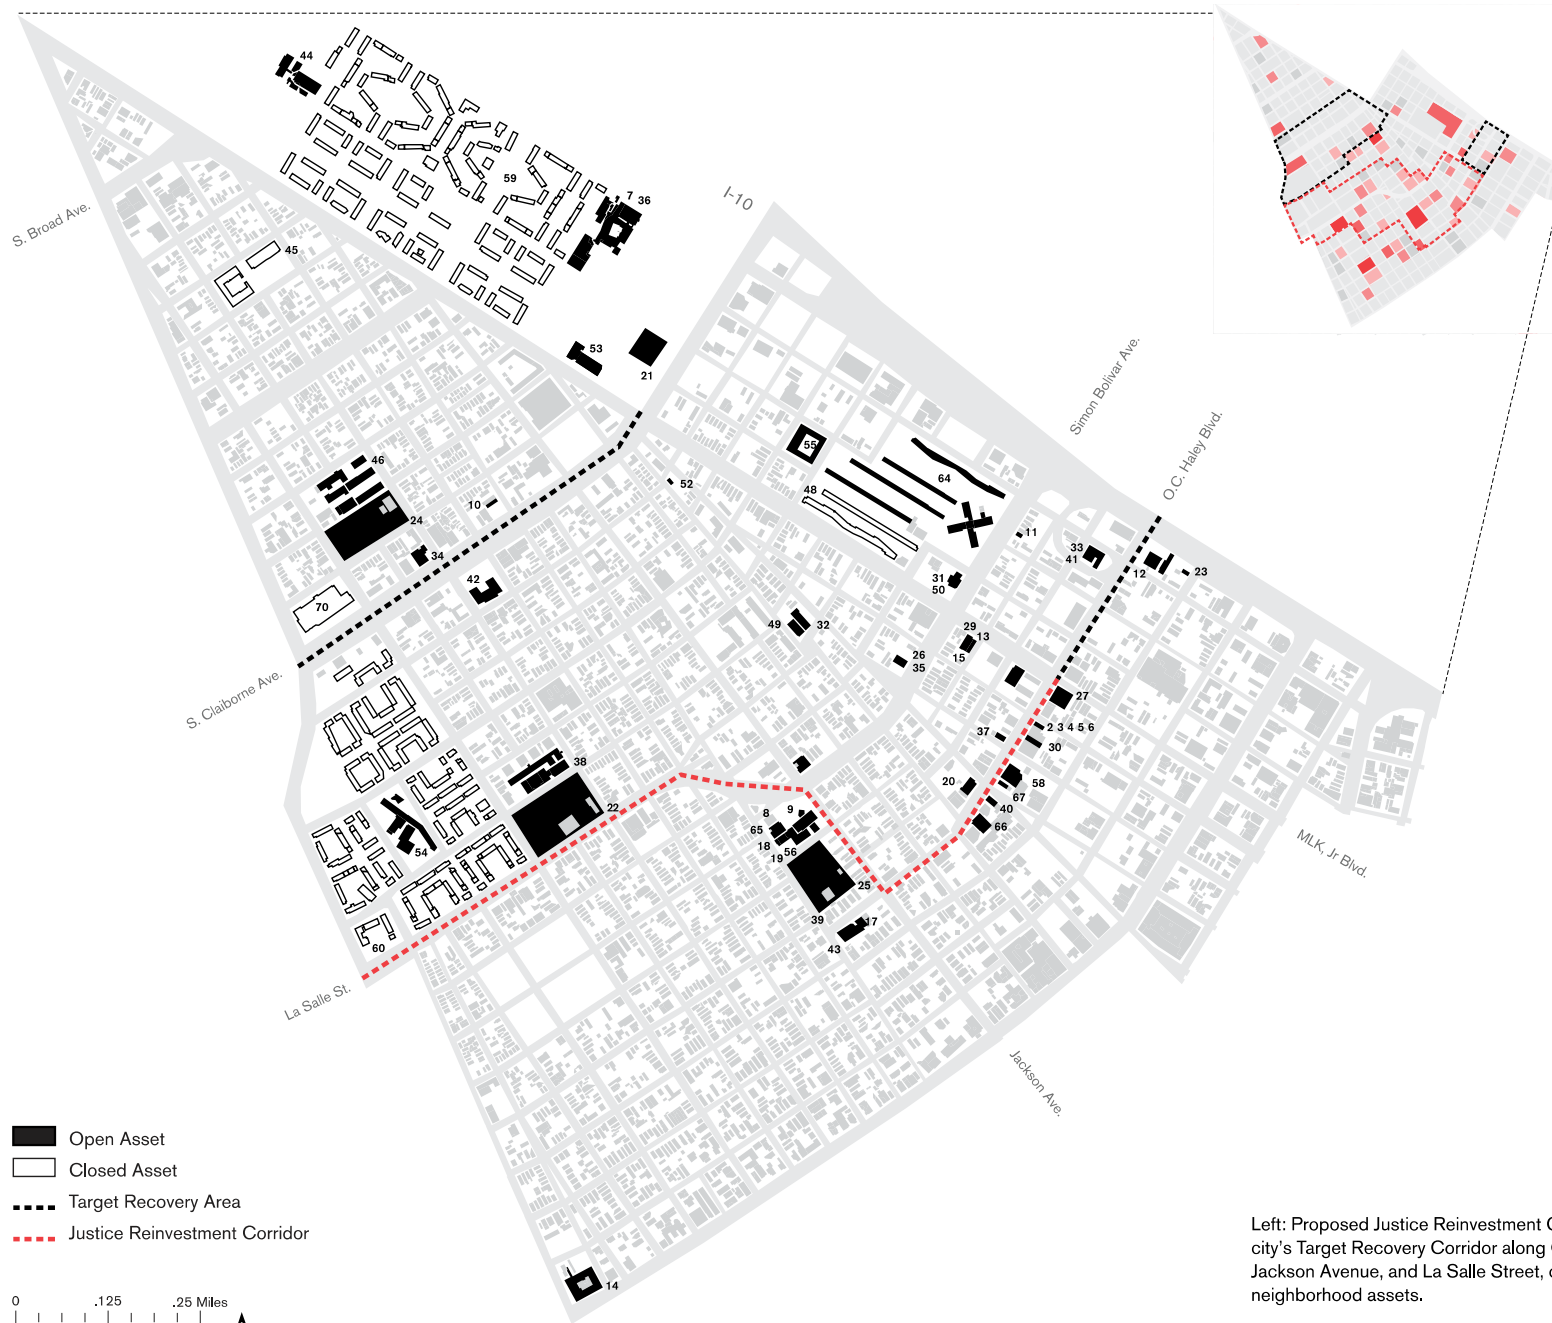 44
59
7 36
I-10
S. Broad Ave.
45
53
21
Simon Bolivar Ave.
O.C. Haley Blvd.
55
46
52
48
64
10
24
11
34
33
41
12
23
42
31
50
70
49
32
29
13
15
26
35
S. Claiborne Ave.
27
2 3 4 5 6
37
30
38
20
58
67
40
22
8
9
65
18
56
19
66
54
25
MLK, Jr Blvd.
39
17
43
60
La Salle St.
Jackson Ave.
Open Asset
Closed Asset
Target Recovery Area
Justice Reinvestment Corridor
14
0 .125 .25 Miles
Left: Proposed Justice Reinvestment
city's Target Recovery Corridor along
Jackson Avenue, and La Salle Street,
neighborhood assets.